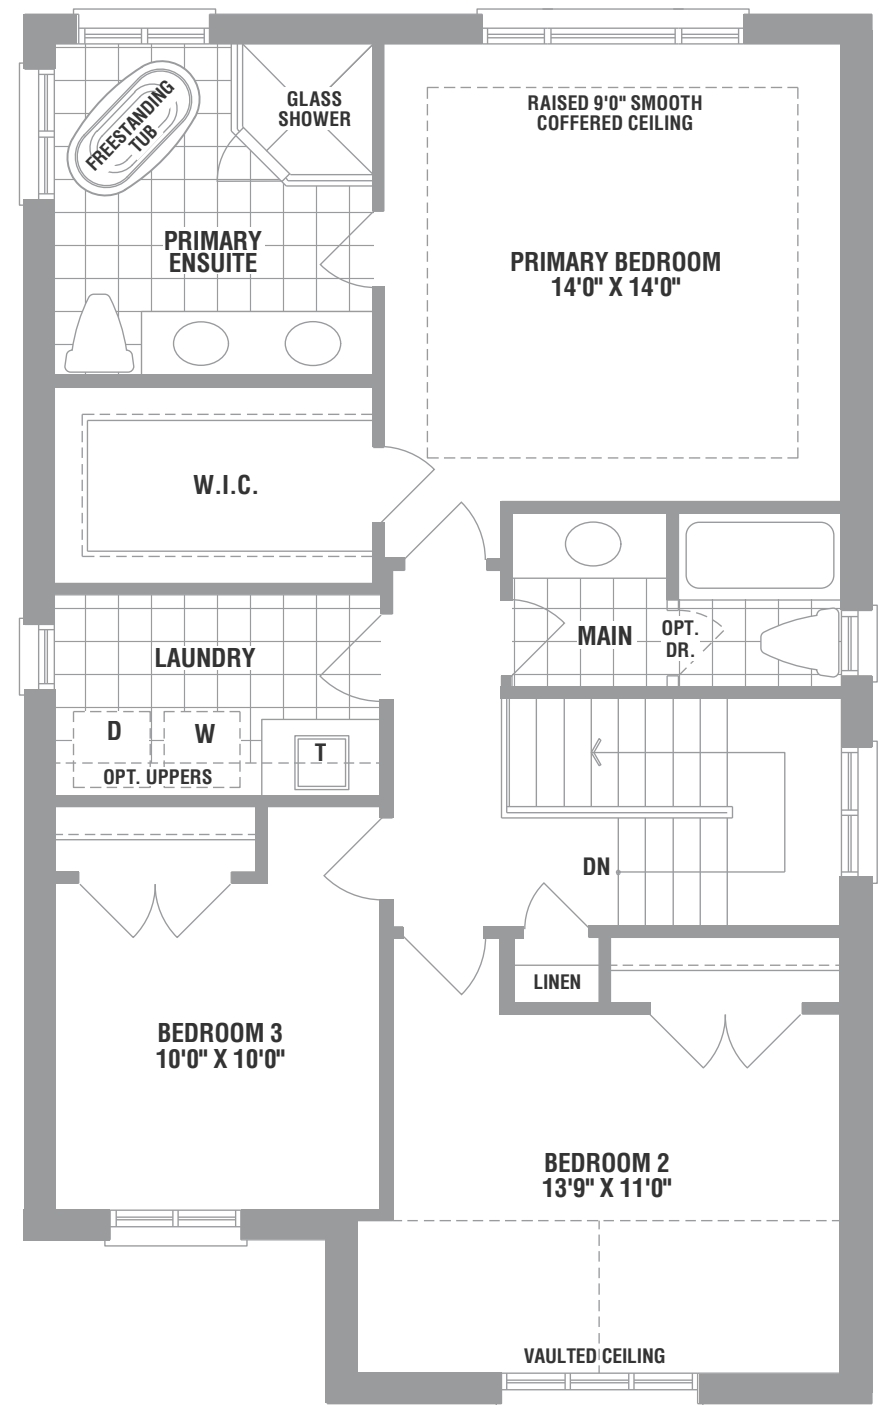 GLASS
SHOWER
FREESTANDING
TUB
RAISED 9'0" SMOOTH
COFFERED CEILING
PRIMARY
ENSUITE
PRIMARY BEDROOM
14'0" X 14'0"
W.I.C.
LAUNDRY
MAIN
OPT.
DR.
D
W
T
OPT. UPPERS
DN
LINEN
BEDROOM 3
10'0" X 10'0"
BEDROOM 2
13'9" X 11'0"
VAULTED CEILING